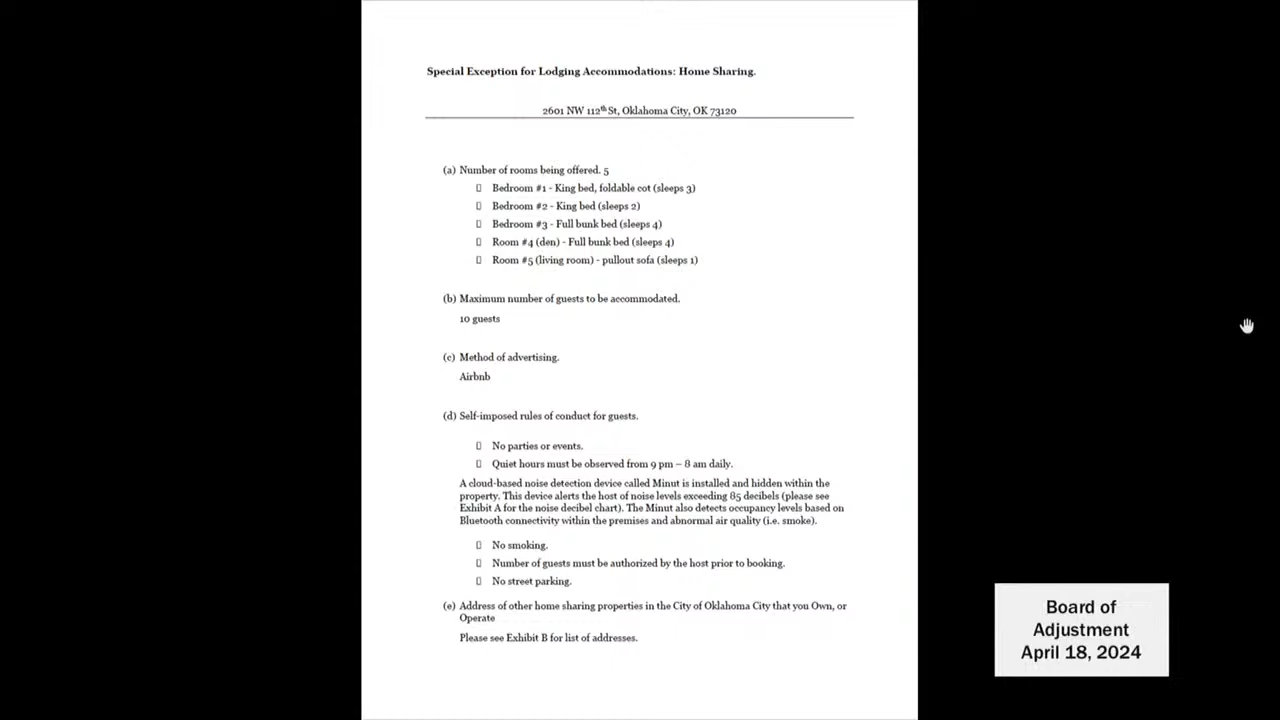 Special Exception for Lodging Accommodations: Home Sharing.
2601 NW 112th St, Oklahoma City, OK 73120
(a) Number of rooms being offered. 5
Bedroom #1 - King bed, foldable cot (sleeps 3)
Bedroom #2 - King bed (sleeps 2)
Bedroom #3 - Full bunk bed (sleeps 4)
Room #4 (den) - Full bunk bed (sleeps 4)
Room #5 (living room) - pullout sofa (sleeps 1)
(b) Maximum number of guests to be accommodated.
10 guests
(c) Method of advertising.
Airbnb
(d) Self-imposed rules of conduct for guests.
No parties or events.
Quiet hours must be observed from 9 pm – 8 am daily.
A cloud-based noise detection device called Minut is installed and hidden within the
property. This device alerts the host of noise levels exceeding 85 decibels (please see
Exhibit A for the noise decibel chart). The Minut also detects occupancy levels based on
Bluetooth connectivity within the premises and abnormal air quality (i.e. smoke).
No smoking.
Number of guests must be authorized by the host prior to booking.
No street parking.
(e) Address of other home sharing properties in the City of Oklahoma City that you Own, or
Operate
Please see Exhibit B for list of addresses.
Board of
Adjustment
April 18, 2024